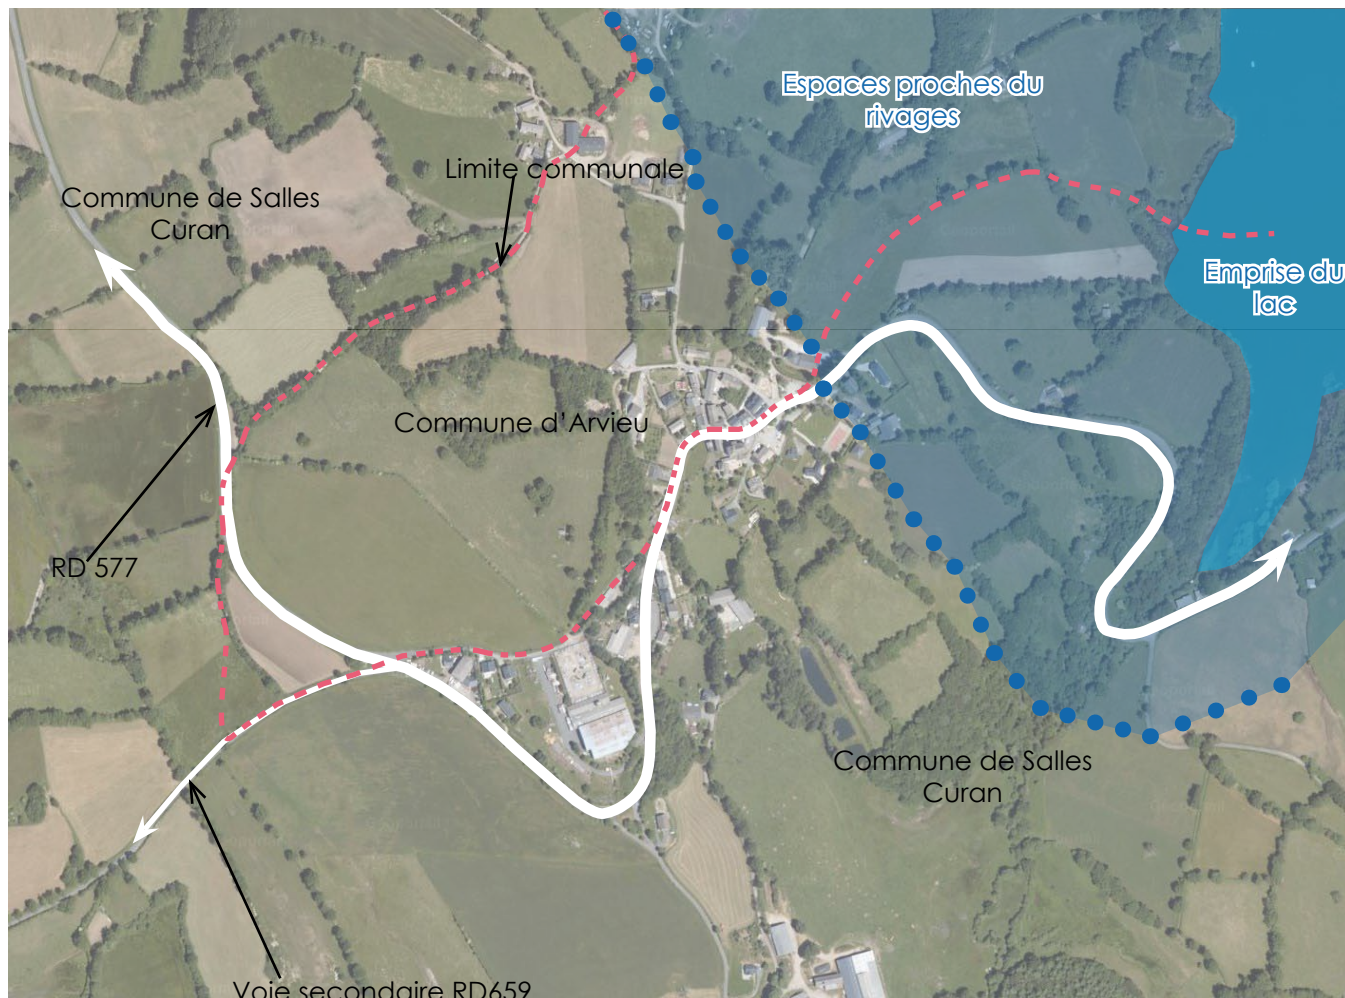 Espaces proches du
rivages
Limite communale
Commune de Salles
Curan
Emprise du
lac
Commune d'Arvieu
RD 577
Commune de Salles
Curan
Voie secondaire RD659